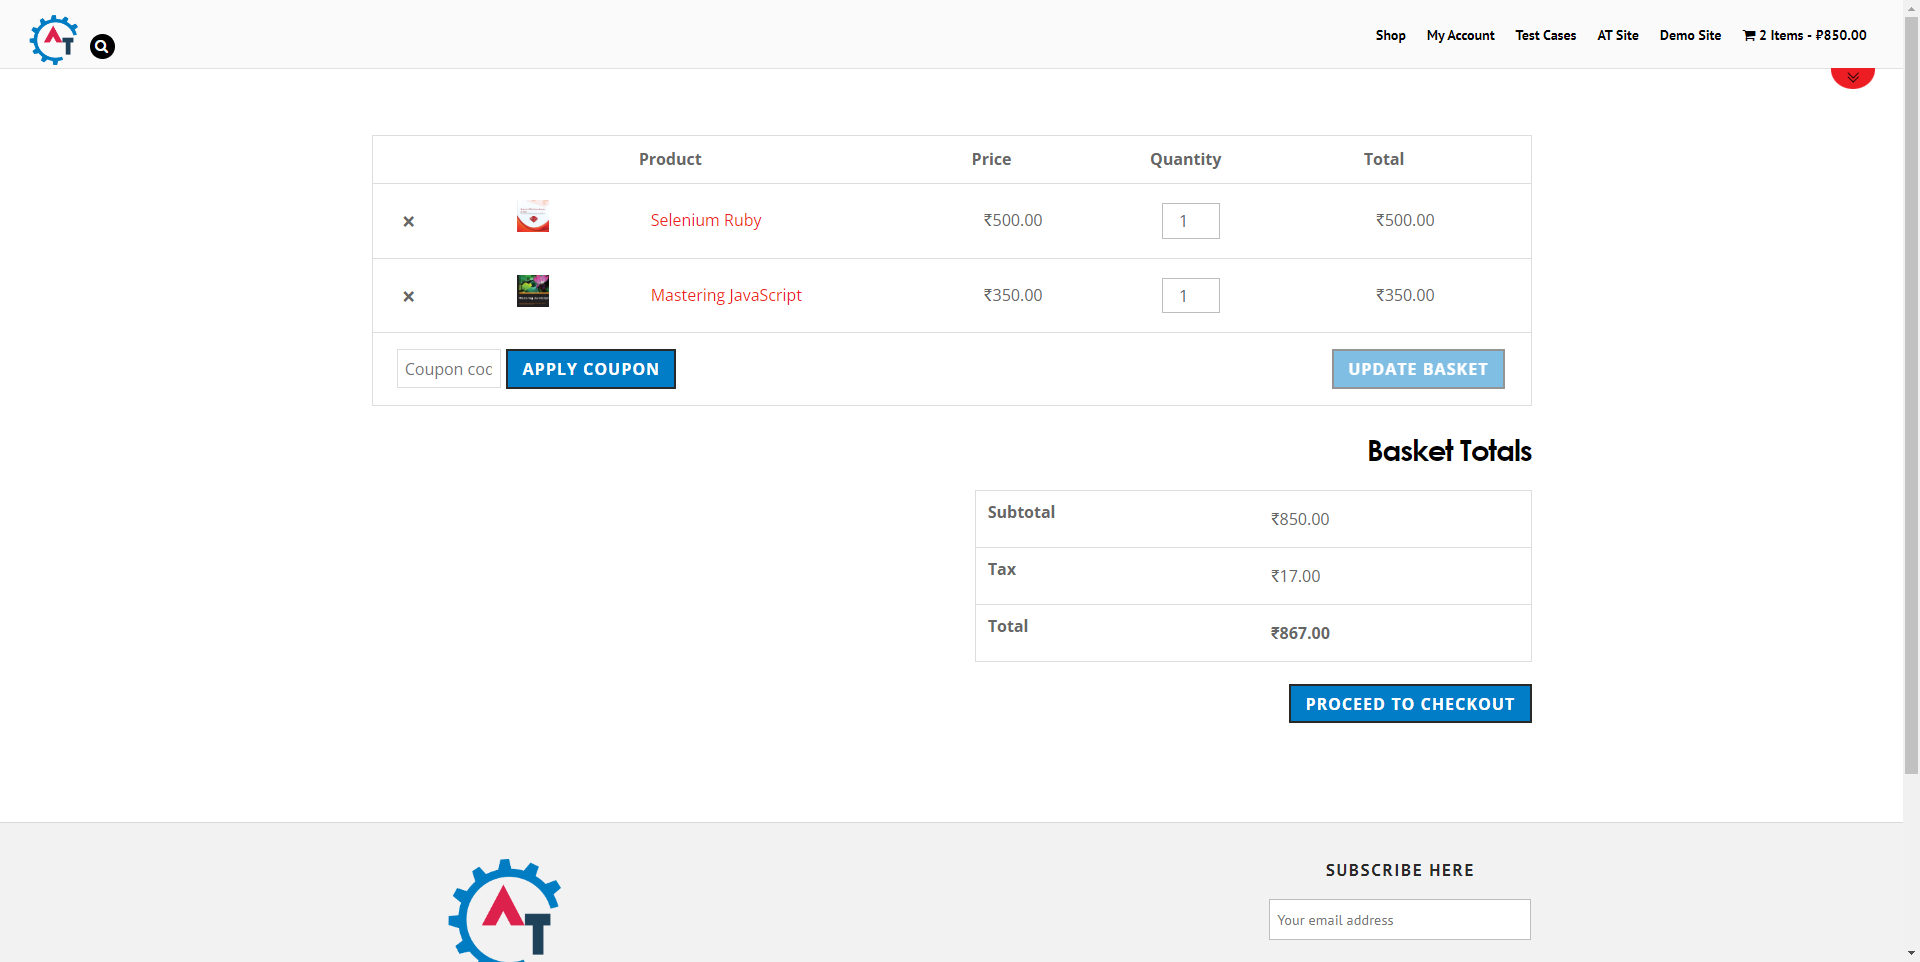 AT
Shop My Account Test Cases AT Site Demo Site 2 Items - ₽850.00
Product Price Quantity Total
× Selenium Ruby ₹500.00 1 ₹500.00
× Mastering JavaScript ₹350.00 1 ₹350.00
Coupon coc APPLY COUPON UPDATE BASKET
Basket Totals
Subtotal ₹850.00
Tax ₹17.00
Total ₹867.00
PROCEED TO CHECKOUT
SUBSCRIBE HERE
AT
Your email address